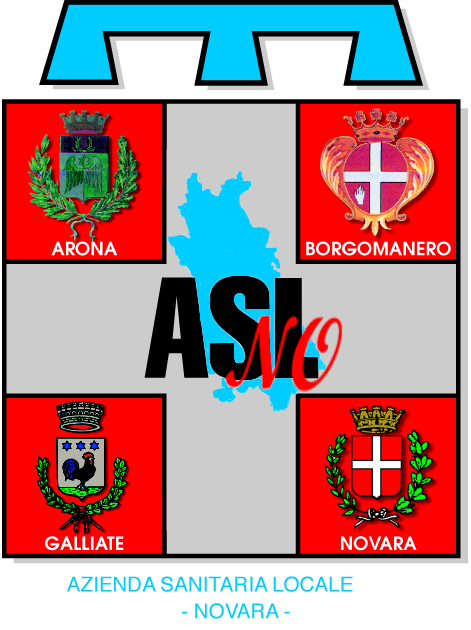 ARONA
BORGOMANERO
ASL
NO
GALLIATE
NOVARA
AZIENDA SANITARIA LOCALE
- NOVARA -